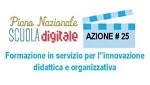 Piano Nazionale
SCUOLA digitale
AZIONE # 25
Formazione in servizio per l''innovazione
didattica e organizzativa